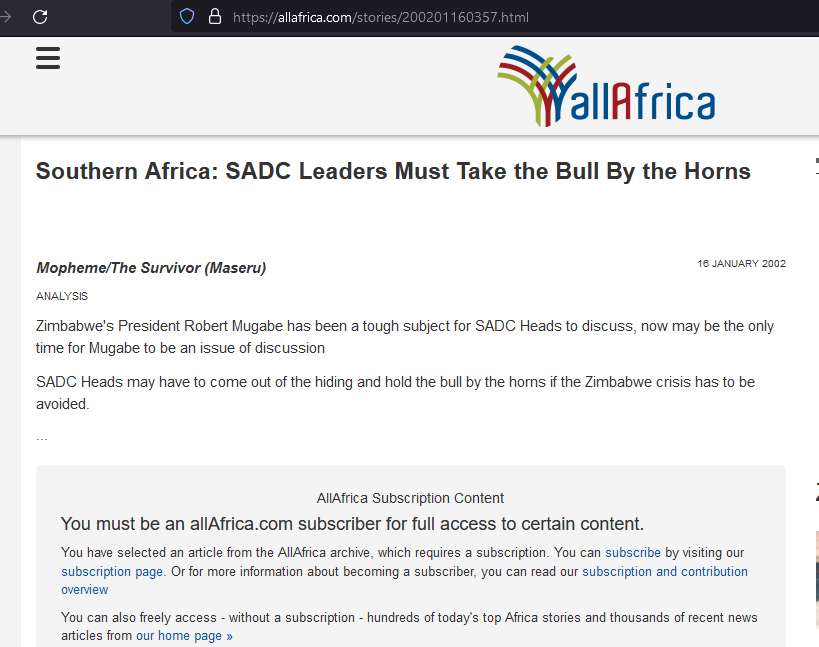 https://allafrica.com/stories/200201160357.html
allAfrica
Southern Africa: SADC Leaders Must Take the Bull By the Horns
Mopheme/The Survivor (Maseru)
16 JANUARY 2002
ANALYSIS
Zimbabwe's President Robert Mugabe has been a tough subject for SADC Heads to discuss, now may be the only
time for Mugabe to be an issue of discussion
SADC Heads may have to come out of the hiding and hold the bull by the horns if the Zimbabwe crisis has to be
avoided.
...
AllAfrica Subscription Content
You must be an allAfrica.com subscriber for full access to certain content.
You have selected an article from the AllAfrica archive, which requires a subscription. You can subscribe by visiting our
subscription page. Or for more information about becoming a subscriber, you can read our subscription and contribution
overview
You can also freely access - without a subscription - hundreds of today's top Africa stories and thousands of recent news
articles from our home page »